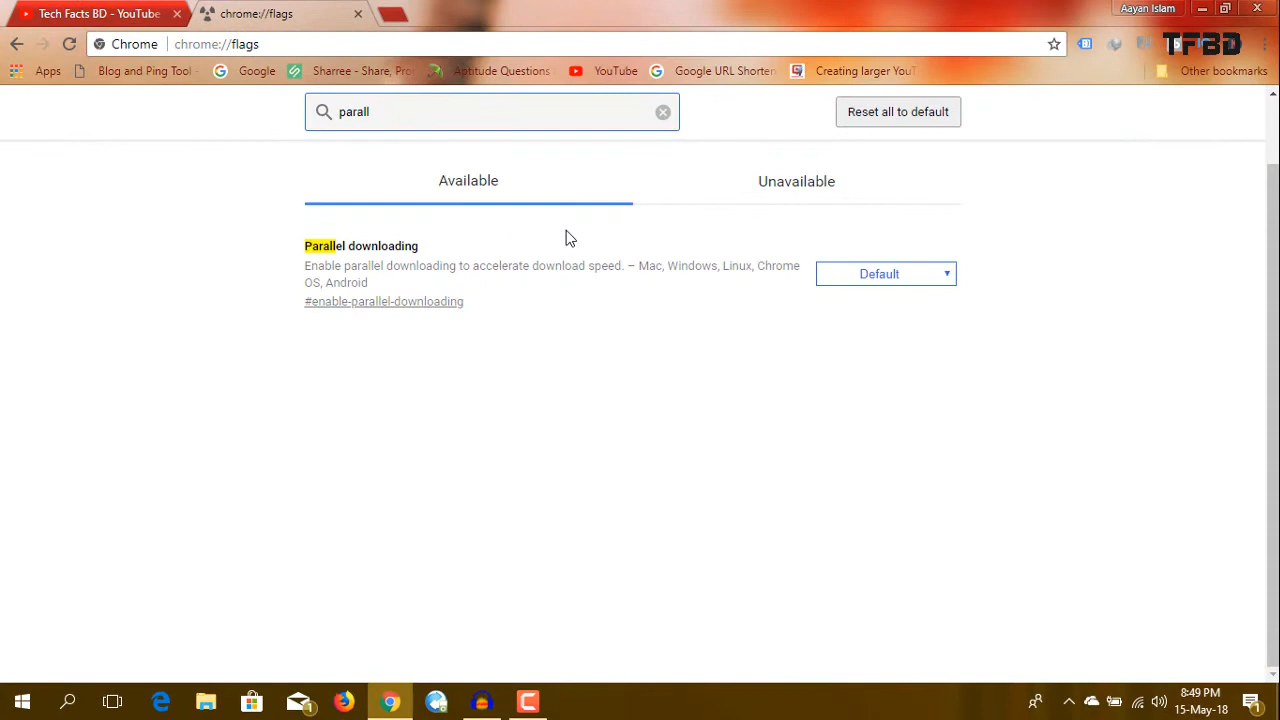 Tech Facts BD - YouTube
chrome://flags
Aayan Islam
Chrome
chrome://flags
TFBD
Apps
Blog and Ping Tool -
Google
Sharree - Share, Pro
Aptitude Questions
YouTube
Google URL Shorten
Creating larger YouT
Other bookmarks
parall
Reset all to default
Available
Unavailable
Parallel downloading
Enable parallel downloading to accelerate download speed. – Mac, Windows, Linux, Chrome
OS, Android
#enable-parallel-downloading
Default
8:49 PM
15-May-18
1
1